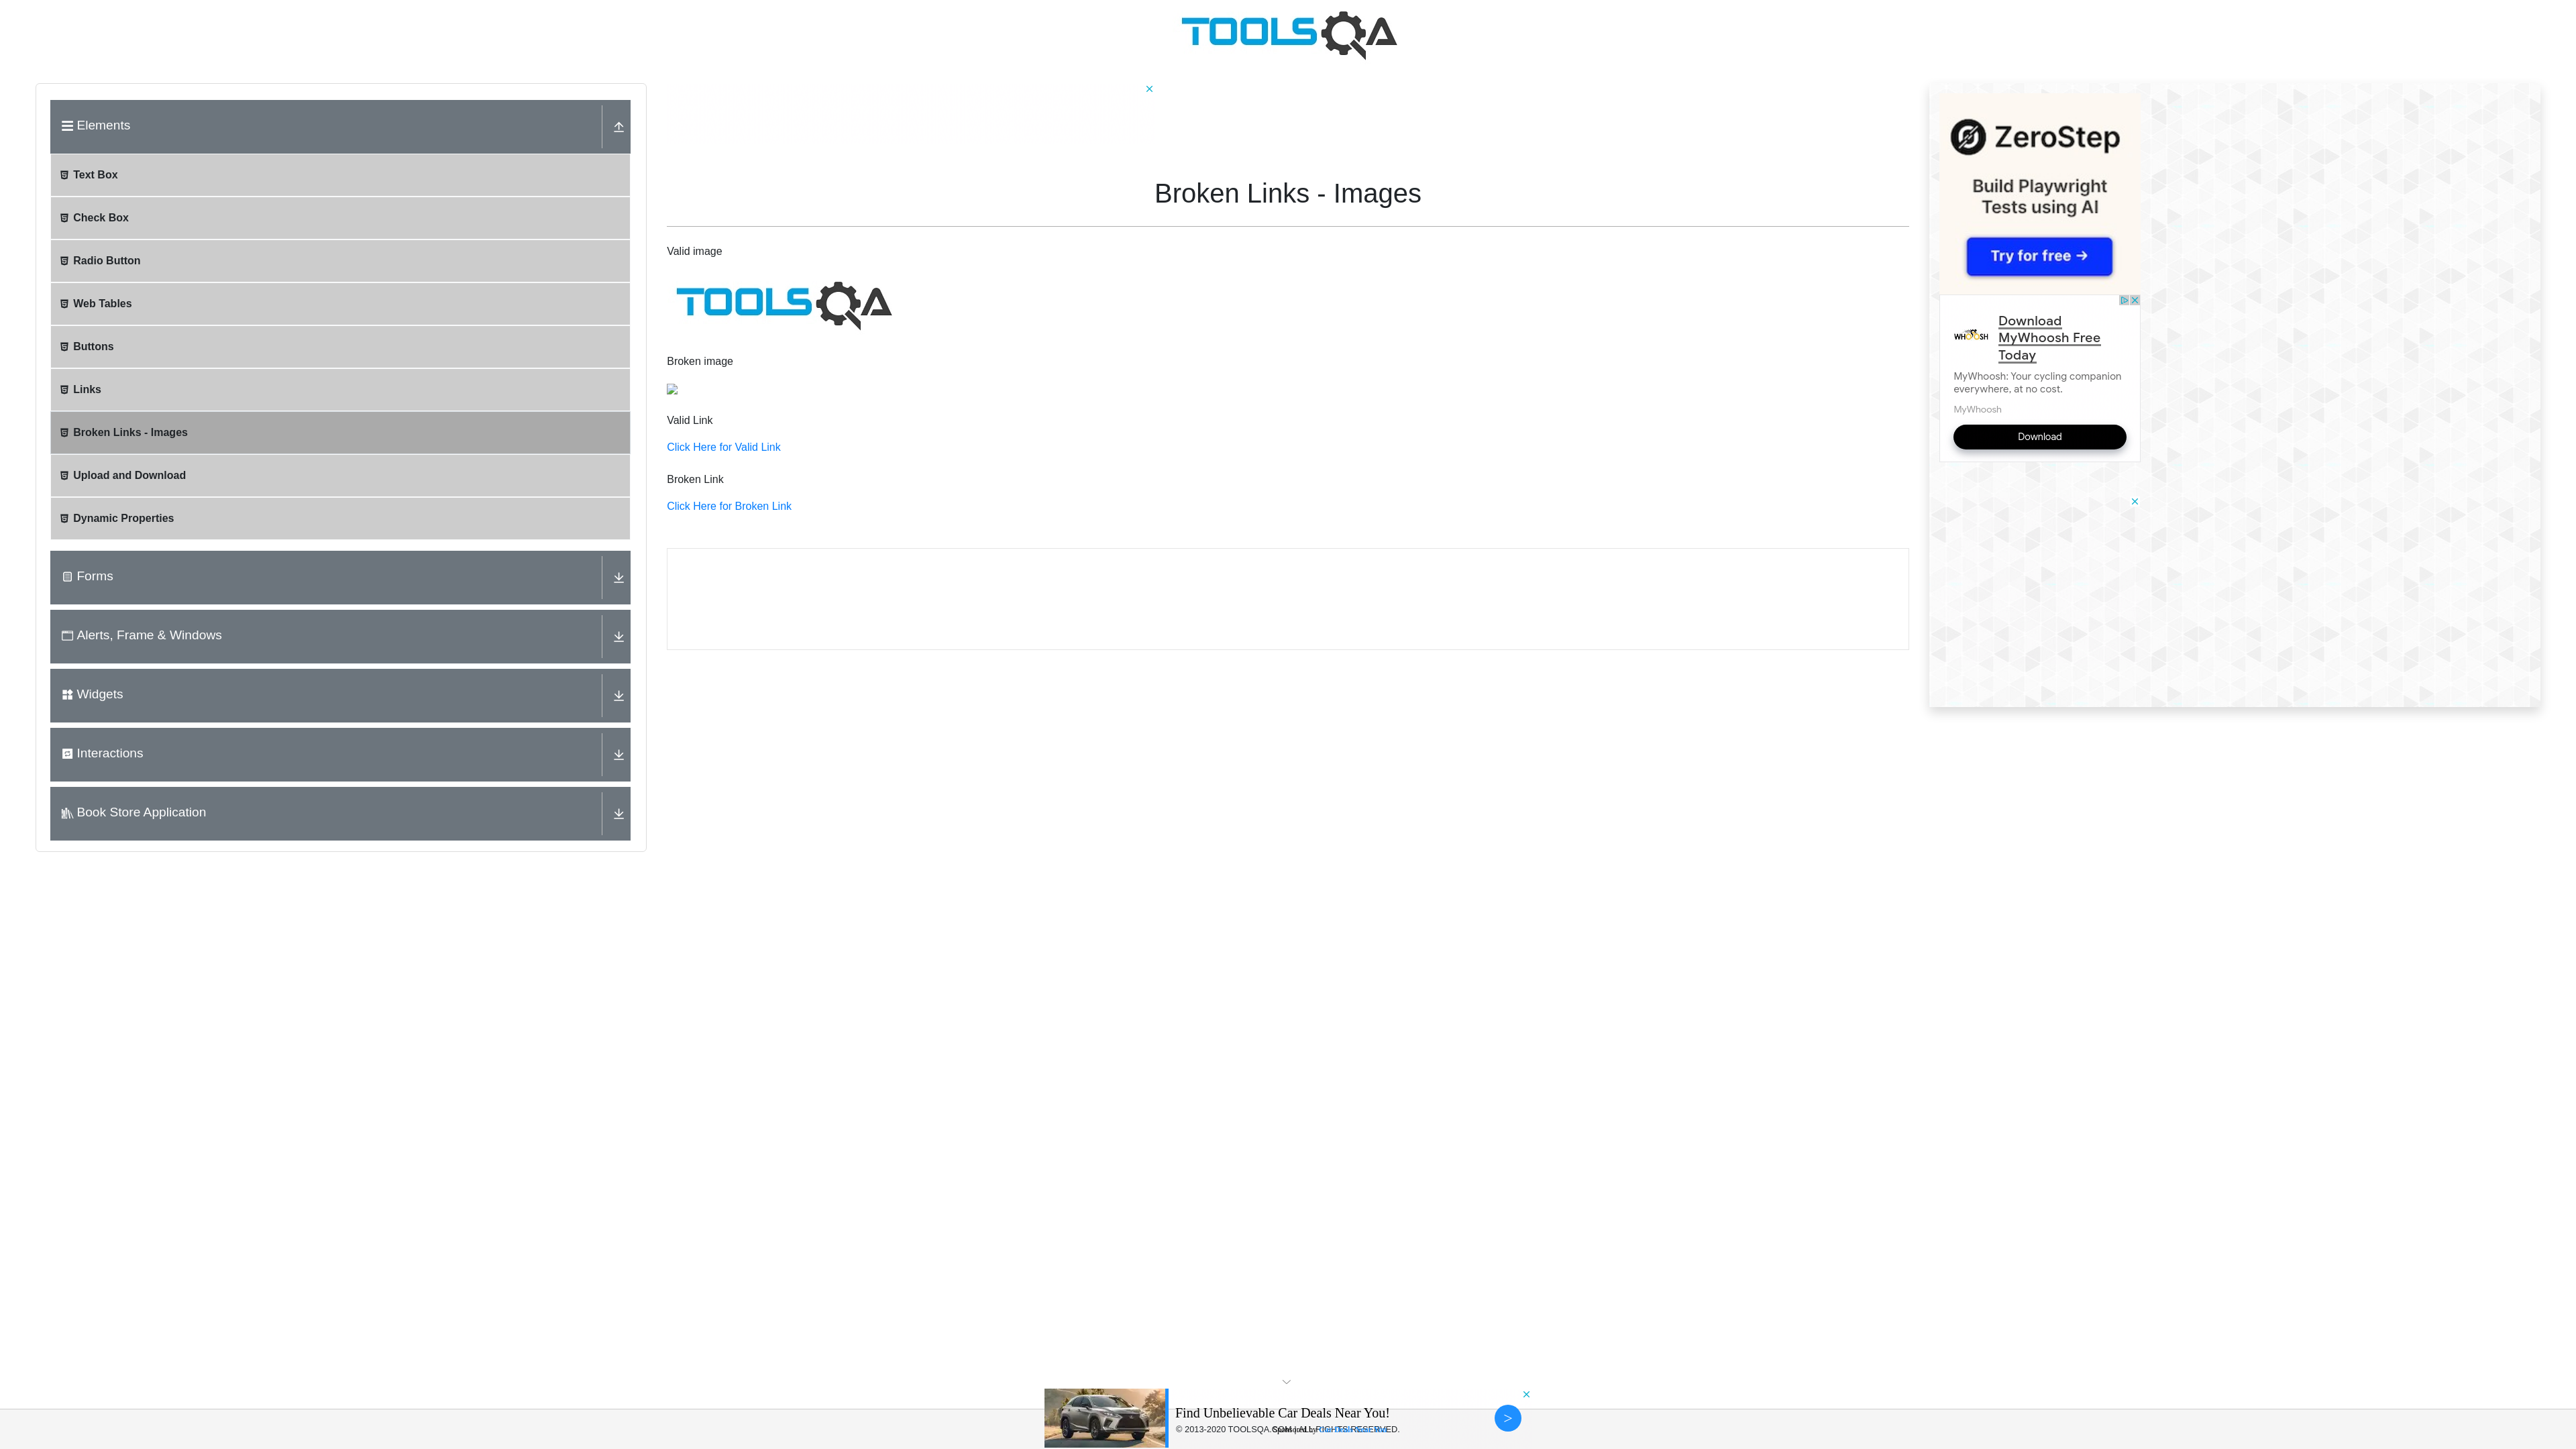 TOOLSQA
Elements
Text Box
Check Box
Radio Button
Web Tables
Buttons
Links
Broken Links - Images
Upload and Download
Dynamic Properties
Forms
Alerts, Frame & Windows
Widgets
Interactions
Book Store Application
Broken Links - Images
Valid image
TOOLSQA
Broken image
Valid Link
Click Here for Valid Link
Broken Link
Click Here for Broken Link
ZeroStep
Build Playwright
Tests using AI
Try for free →
WHOOSH
Download
MyWhoosh Free
Today
MyWhoosh: Your cycling companion
everywhere, at no cost.
MyWhoosh
Download
Find Unbelievable Car Deals Near You!
© 2013-2020 TOOLSQA.COM | ALL RIGHTS RESERVED.